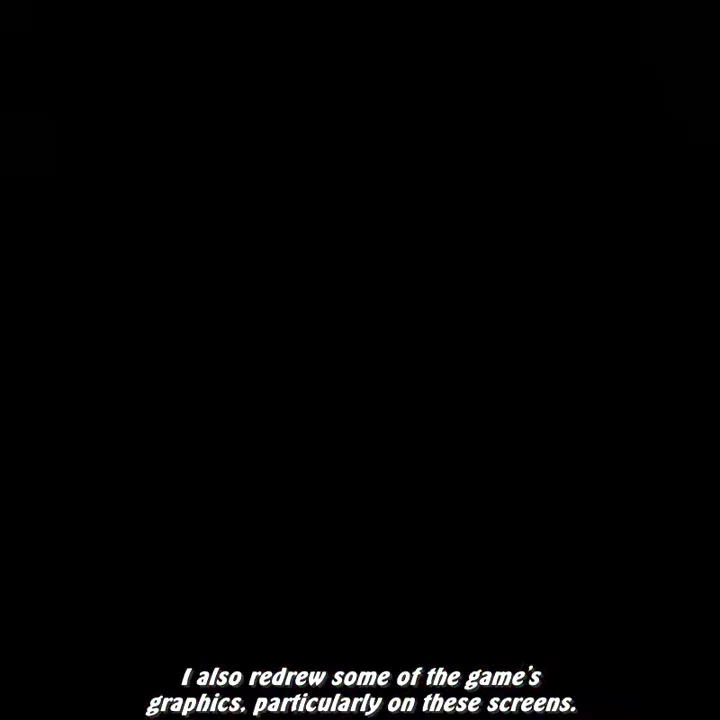 I also redrew some of the game's
graphics, particularly on these screens.